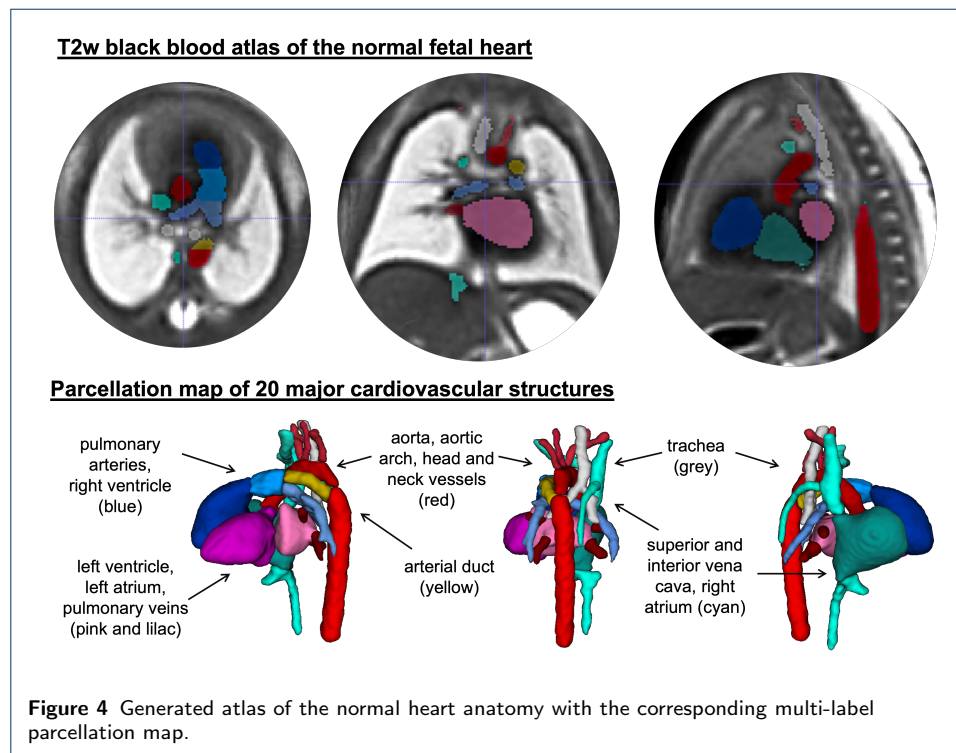 T2w black blood atlas of the normal fetal heart
Parcellation map of 20 major cardiovascular structures
pulmonary
arteries,
right ventricle
(blue)
aorta, aortic
arch, head and
neck vessels
(red)
trachea
(grey)
left ventricle,
left atrium,
pulmonary veins
(pink and lilac)
arterial duct
(yellow)
superior and
interior vena
cava, right
atrium (cyan)
Figure 4 Generated atlas of the normal heart anatomy with the corresponding multi-label
parcellation map.